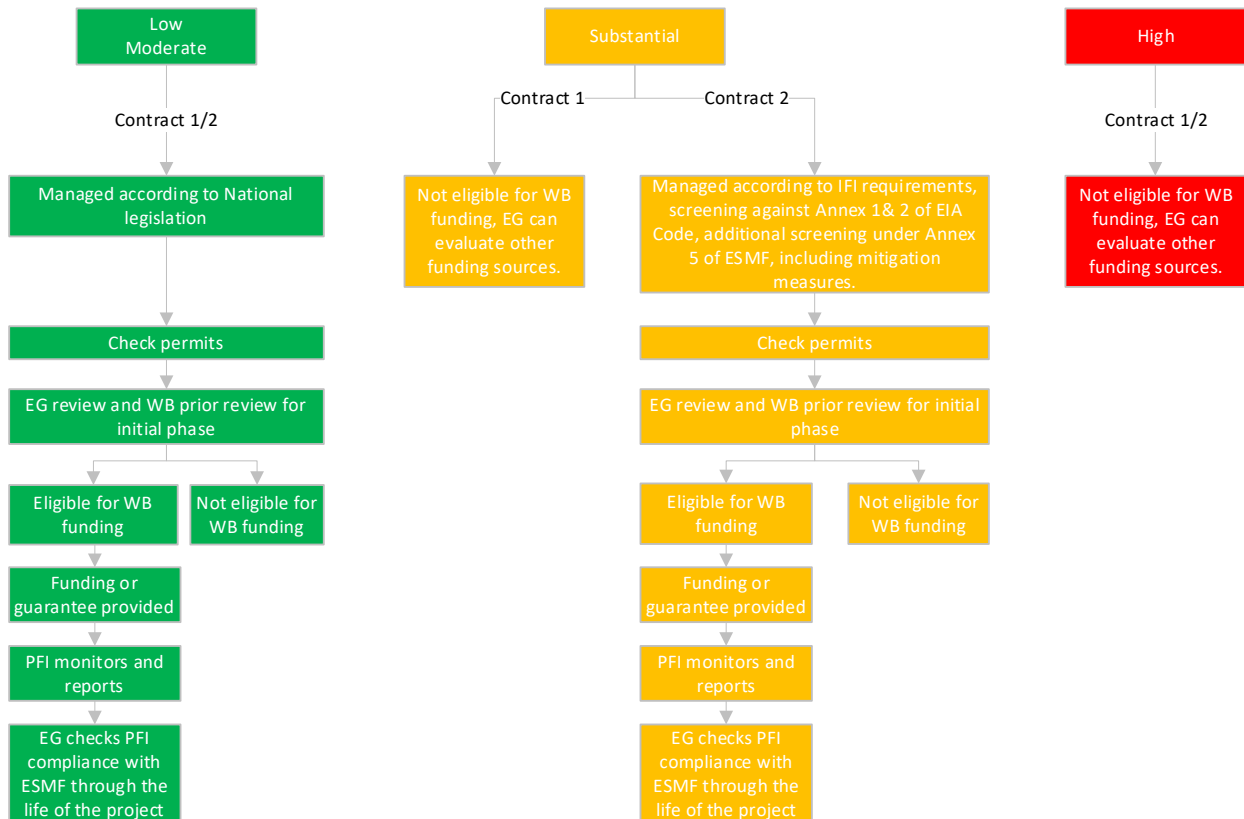 Low
Moderate
Contract 1/2
Managed according to National
legislation
Check permits
EG review and WB prior review for
initial phase
Eligible for WB
funding
Not eligible for
WB funding
Funding or
guarantee provided
PFI monitors and
reports
EG checks PFI
compliance with
ESMF through the
life of the project
Substantial
Contract 1
Contract 2
Not eligible for WB
funding, EG can
evaluate other
funding sources.
Managed according to IFI requirements,
screening against Annex 1& 2 of EIA
Code, additional screening under Annex
5 of ESMF, including mitigation
measures.
Check permits
EG review and WB prior review for initial
phase
Eligible for WB
funding
Not eligible for
WB funding
Funding or
guarantee provided
PFI monitors and
reports
EG checks PFI
compliance with
ESMF through the
life of the project
High
Contract 1/2
Not eligible for WB
funding, EG can
evaluate other
funding sources.